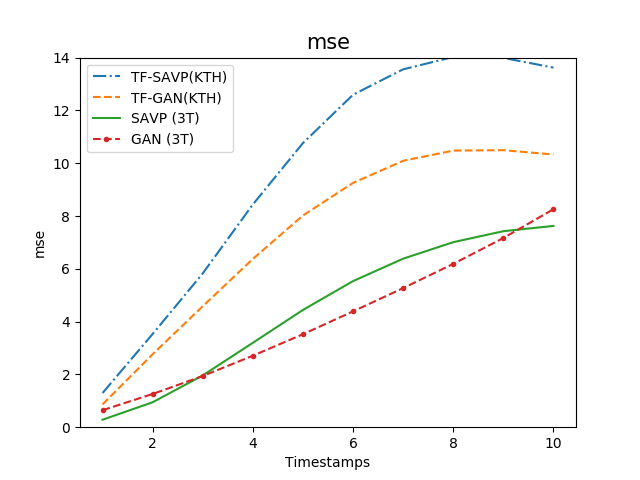 mse
14
12
10
8
6
4
2
0
mse
TF-SAVP(KTH)
TF-GAN(KTH)
SAVP (3T)
GAN (3T)
2 4 6 8 10
Timestamps